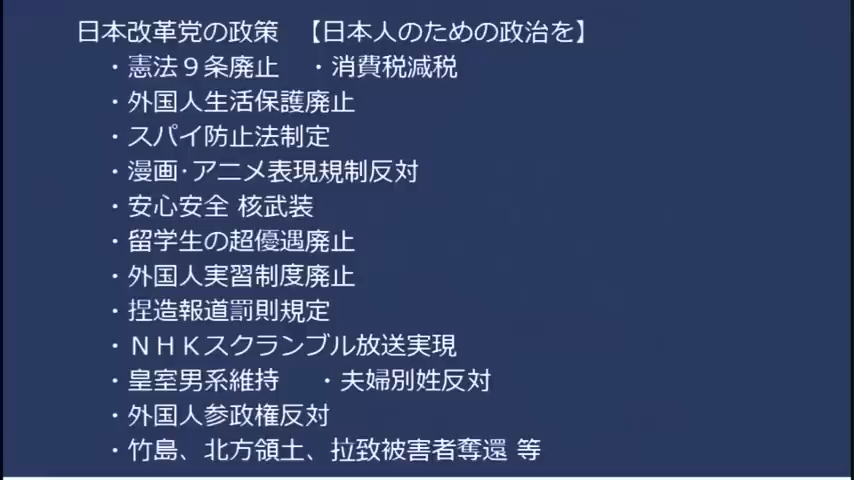 日本改革党の政策 【日本人のための政治を】
・憲法９条廃止 ・消費税減税
・外国人生活保護廃止
・スパイ防止法制定
・漫画･アニメ表現規制反対
・安心安全 核武装
・留学生の超優遇廃止
・外国人実習制度廃止
・捏造報道罰則規定
・ＮＨＫスクランブル放送実現
・皇室男系維持 ・夫婦別姓反対
・外国人参政権反対
・竹島、北方領土、拉致被害者奪還 等